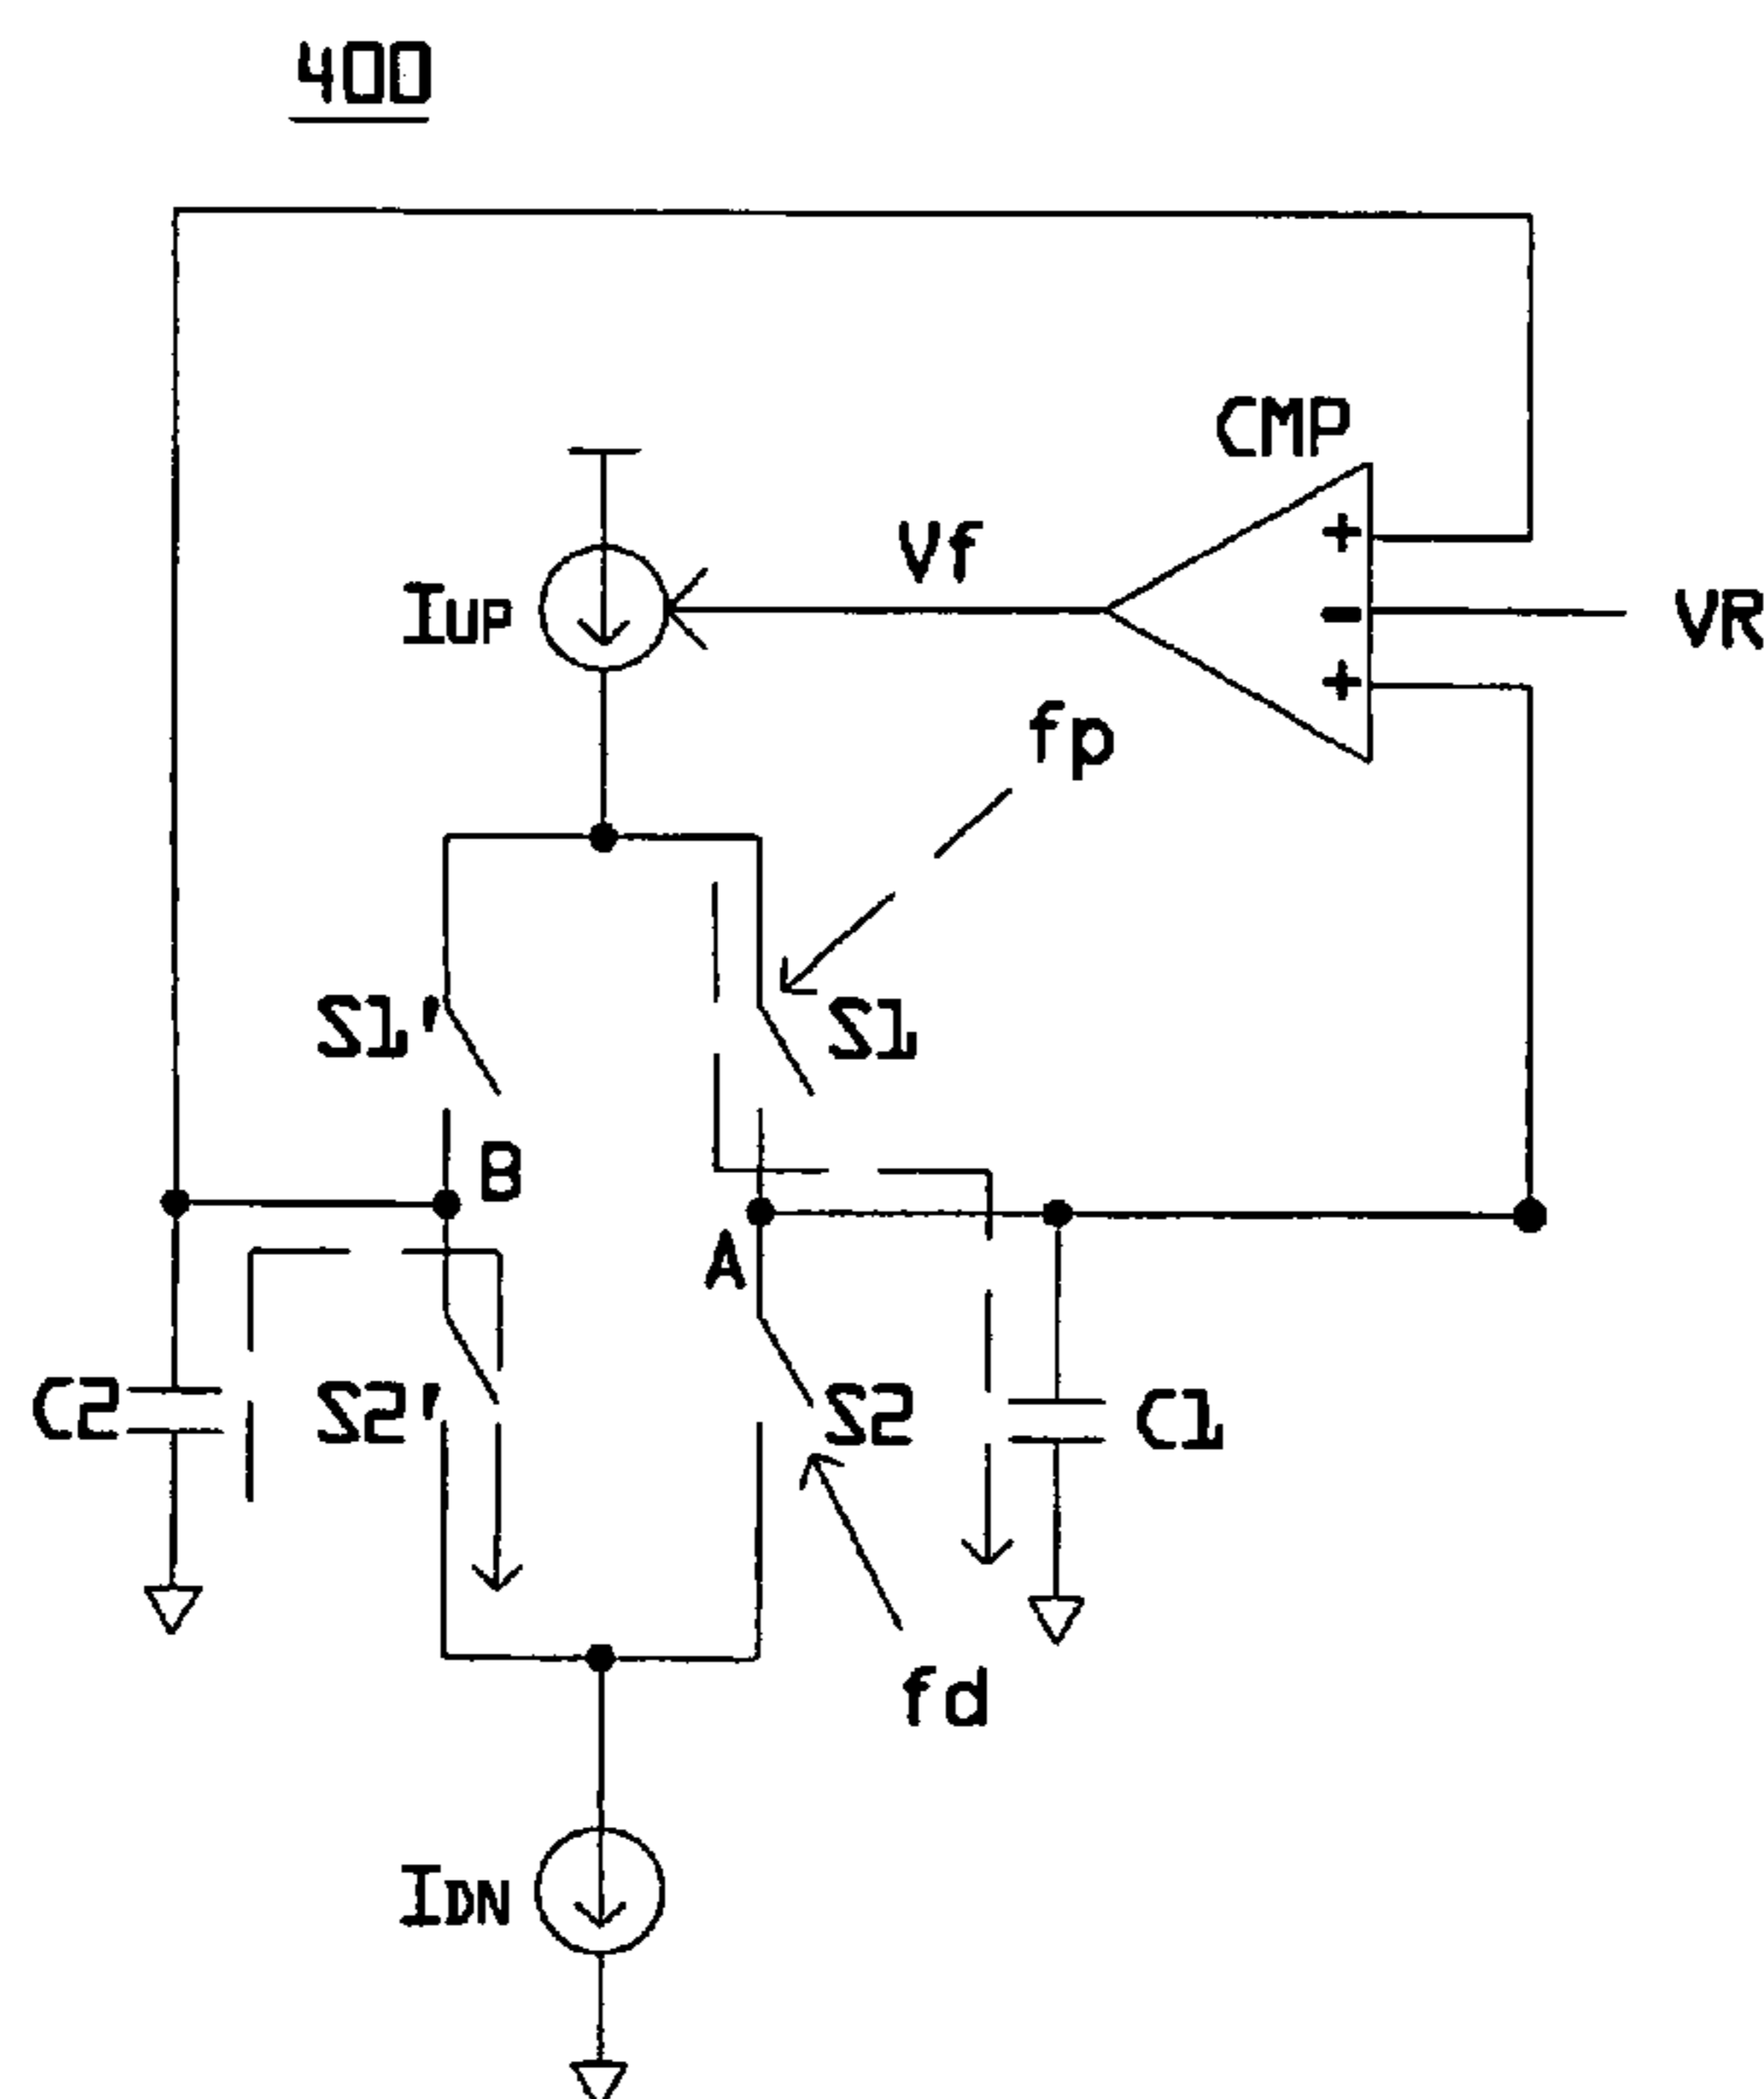 400
CMP
Vf
IUP
+
-
+
VR
fp
S1'
S1
B
A
C2
S2'
S2
C1
fd
IDN